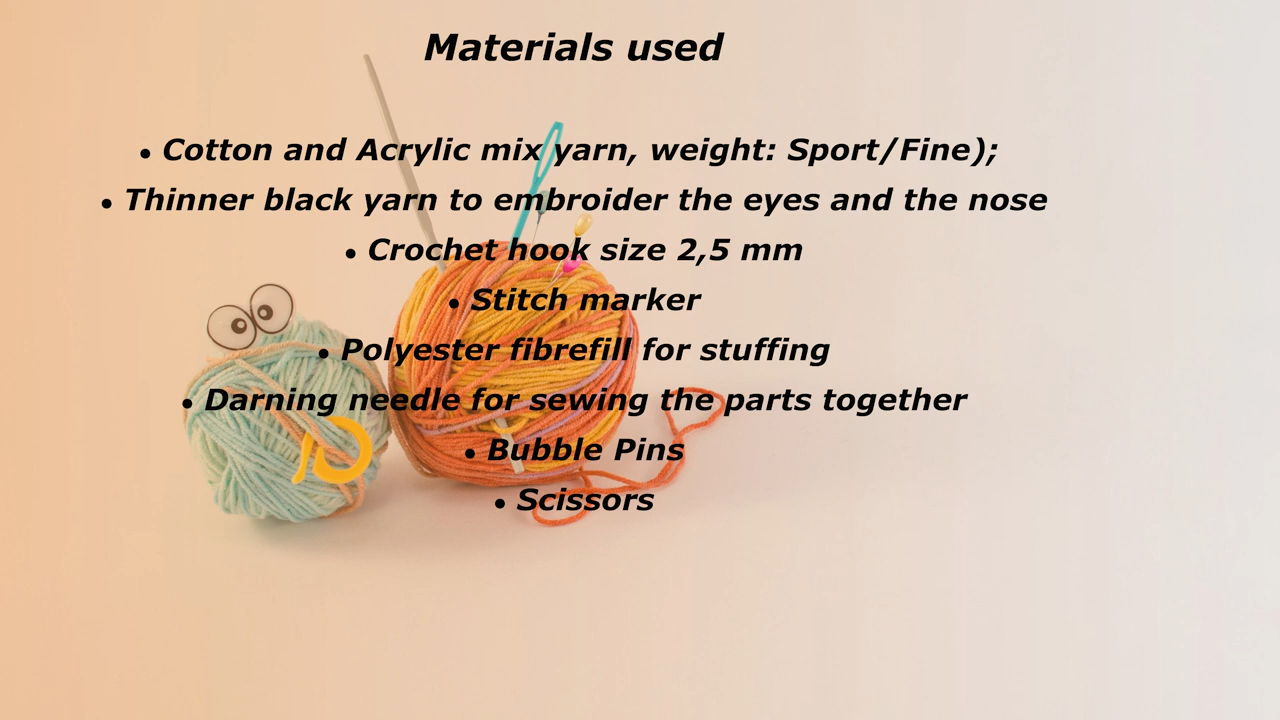 Materials used
• Cotton and Acrylic mix yarn, weight: Sport/Fine);
• Thinner black yarn to embroider the eyes and the nose
• Crochet hook size 2,5 mm
• Stitch marker
• Polyester fibrefill for stuffing
• Darning needle for sewing the parts together
• Bubble Pins
• Scissors